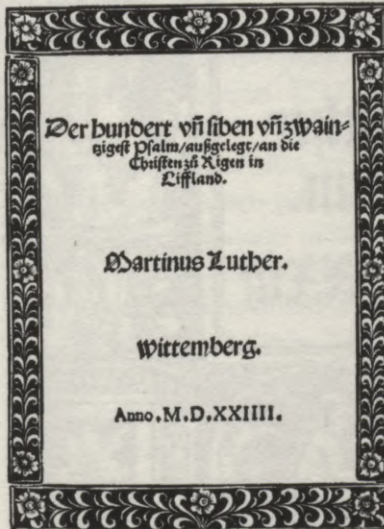 Der hundert vñ siben vñ zwain⸗
tzigest Psalm/außgelegt/an die
Christen zů Rigen in
Liffland.
Martinus Luther.
Wittemberg.
Anno.M.D.XXIIII.